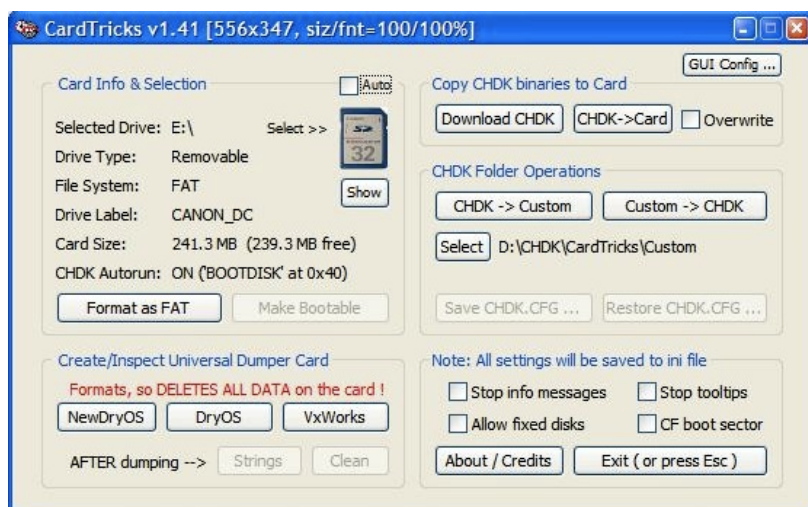 CardTricks v1.41 [556x347, siz/fnt=100/100%]
GUI Config ...
Card Info & Selection
Auto
Selected Drive: E:\ Select >>
Drive Type: Removable
File System: FAT
Show
Drive Label: CANON_DC
Card Size: 241.3 MB (239.3 MB free)
CHDK Autorun: ON ('BOOTDISK' at 0x40)
Format as FAT Make Bootable
SD
32
Copy CHDK binaries to Card
Download CHDK CHDK->Card Overwrite
CHDK Folder Operations
CHDK -> Custom Custom -> CHDK
Select D:\CHDK\CardTricks\Custom
Save CHDK.CFG ... Restore CHDK.CFG ...
Create/Inspect Universal Dumper Card
Formats, so DELETES ALL DATA on the card !
NewDryOS DryOS VxWorks
AFTER dumping --> Strings Clean
Note: All settings will be saved to ini file
Stop info messages Stop tooltips
Allow fixed disks CF boot sector
About / Credits Exit ( or press Esc )